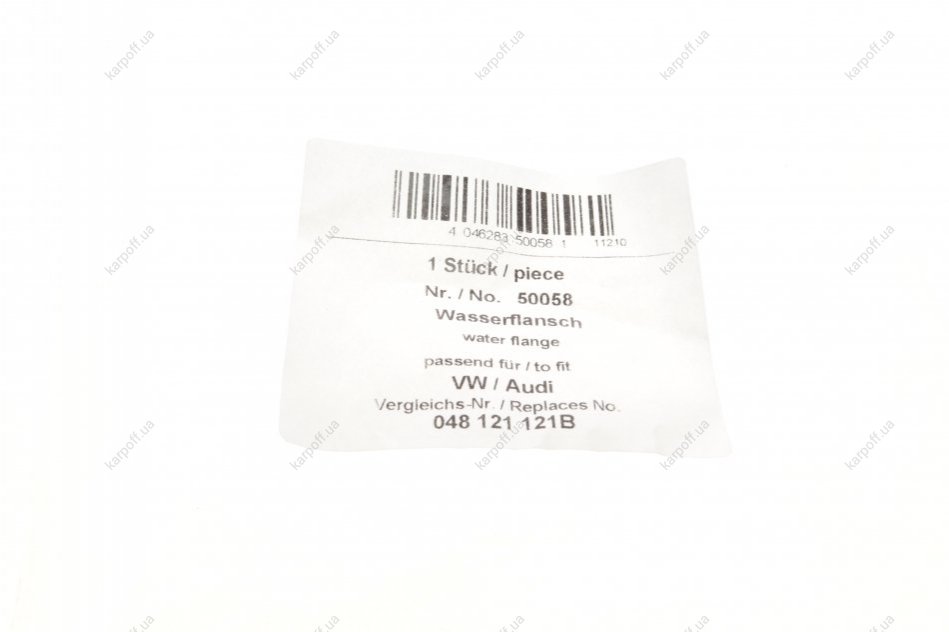 4 046283 50058 1 11210
1 Stück / piece
Nr. / No. 50058
Wasserflansch
water flange
passend für / to fit
VW / Audi
Vergleichs-Nr. / Replaces No.
048 121 121B
karpoff.ua